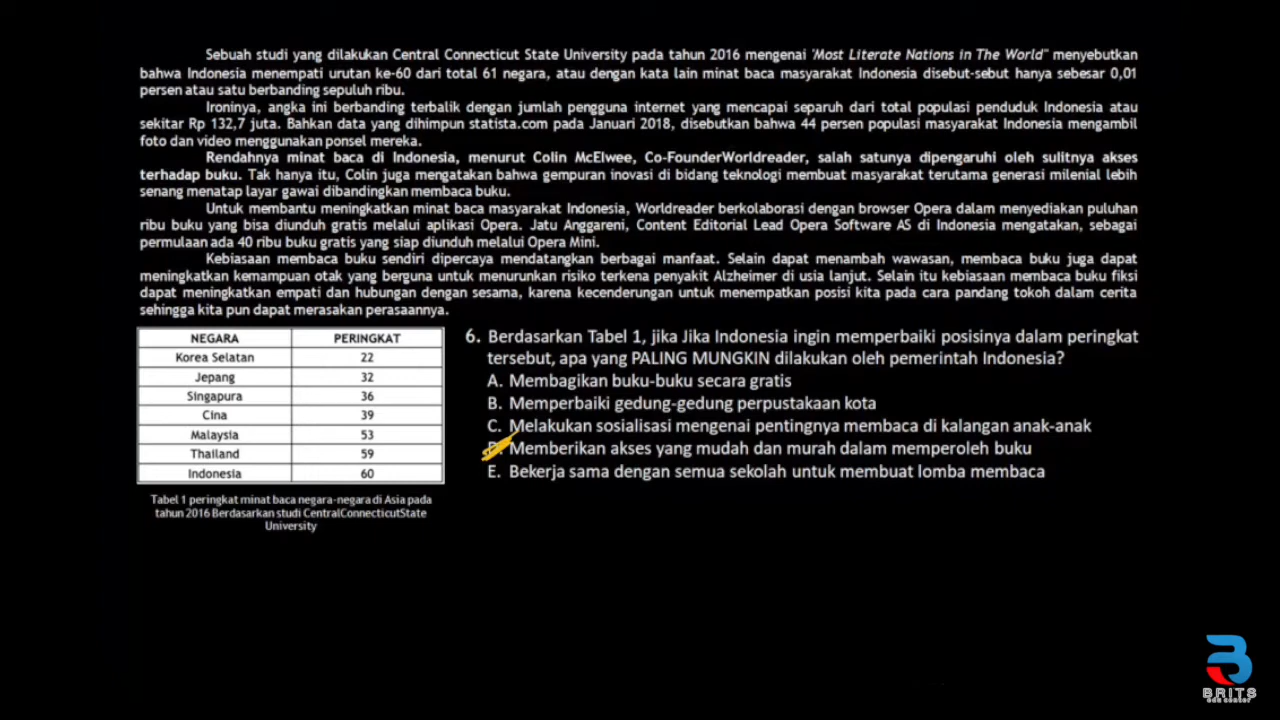 Sebuah studi yang dilakukan Central Connecticut State University pada tahun 2016 mengenai 'Most Literate Nations in The World" menyebutkan
bahwa Indonesia menempati urutan ke-60 dari total 61 negara, atau dengan kata lain minat baca masyarakat Indonesia disebut-sebut hanya sebesar 0,01
persen atau satu berbanding sepuluh ribu.
Ironinya, angka ini berbanding terbalik dengan jumlah pengguna internet yang mencapai separuh dari total populasi penduduk Indonesia atau
sekitar Rp 132,7 juta. Bahkan data yang dihimpun statista.com pada Januari 2018, disebutkan bahwa 44 persen populasi masyarakat Indonesia mengambil
foto dan video menggunakan ponsel mereka.
Rendahnya minat baca di Indonesia, menurut Colin McElwee, Co-FounderWorldreader, salah satunya dipengaruhi oleh sulitnya akses
terhadap buku. Tak hanya itu, Colin juga mengatakan bahwa gempuran inovasi di bidang teknologi membuat masyarakat terutama generasi milenial lebih
senang menatap layar gawai dibandingkan membaca buku.
Untuk membantu meningkatkan minat baca masyarakat Indonesia, Worldreader berkolaborasi dengan browser Opera dalam menyediakan puluhan
ribu buku yang bisa diunduh gratis melalui aplikasi Opera. Jatu Anggareni, Content Editorial Lead Opera Software AS di Indonesia mengatakan, sebagai
permulaan ada 40 ribu buku gratis yang siap diunduh melalui Opera Mini.
Kebiasaan membaca buku sendiri dipercaya mendatangkan berbagai manfaat. Selain dapat menambah wawasan, membaca buku juga dapat
meningkatkan kemampuan otak yang berguna untuk menurunkan risiko terkena penyakit Alzheimer di usia lanjut. Selain itu kebiasaan membaca buku fiksi
dapat meningkatkan empati dan hubungan dengan sesama, karena kecenderungan untuk menempatkan posisi kita pada cara pandang tokoh dalam cerita
sehingga kita pun dapat merasakan perasaannya.
NEGARA PERINGKAT
Korea Selatan 22
Jepang 32
Singapura 36
Cina 39
Malaysia 53
Thailand 59
Indonesia 60
Tabel 1 peringkat minat baca negara-negara di Asia pada
tahun 2016 Berdasarkan studi CentralConnecticutState
University
6. Berdasarkan Tabel 1, jika Jika Indonesia ingin memperbaiki posisinya dalam peringkat
tersebut, apa yang PALING MUNGKIN dilakukan oleh pemerintah Indonesia?
A. Membagikan buku-buku secara gratis
B. Memperbaiki gedung-gedung perpustakaan kota
C. Melakukan sosialisasi mengenai pentingnya membaca di kalangan anak-anak
D. Memberikan akses yang mudah dan murah dalam memperoleh buku
E. Bekerja sama dengan semua sekolah untuk membuat lomba membaca
BRITS
edu center